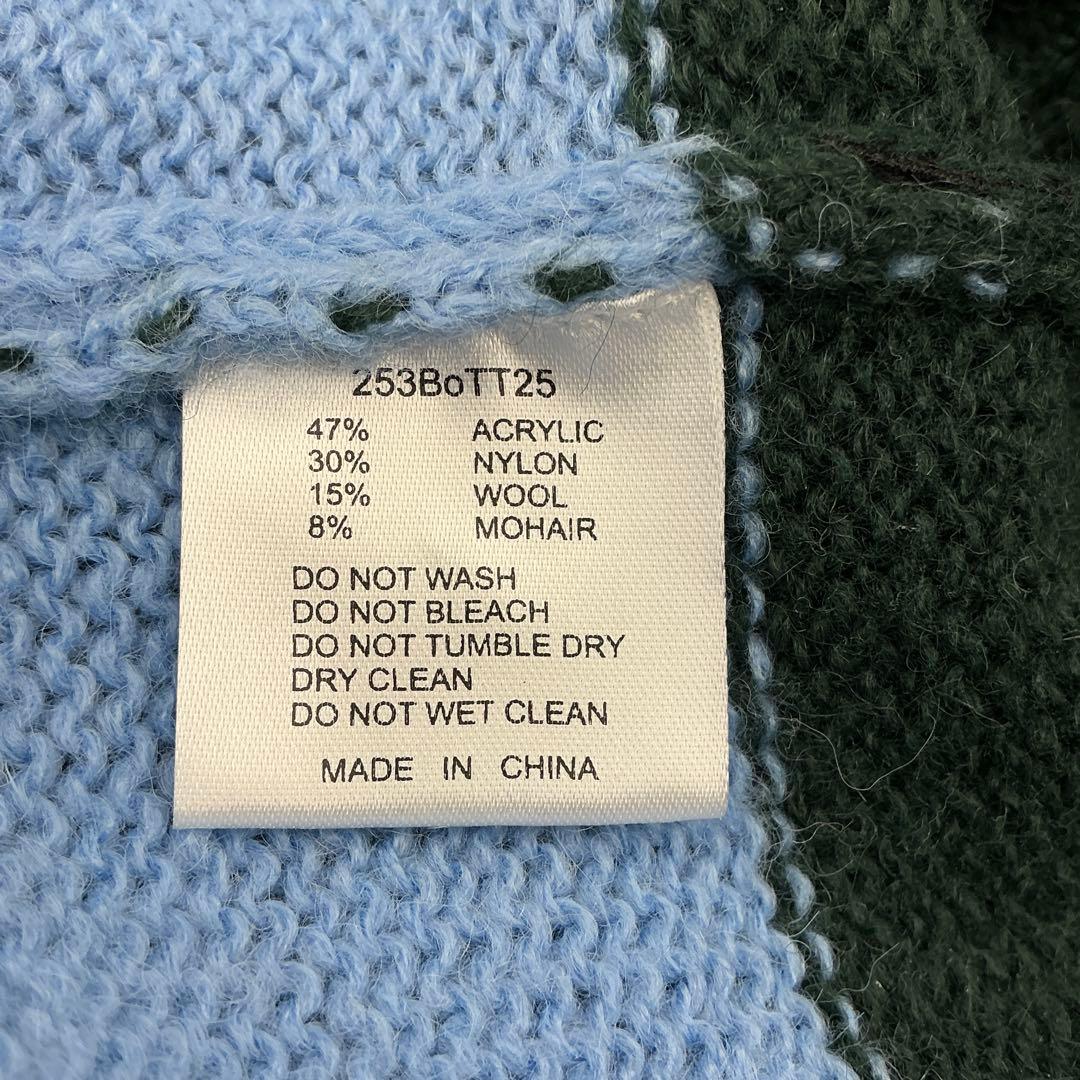 253BoTT25
47% ACRYLIC
30% NYLON
15% WOOL
8% MOHAIR
DO NOT WASH
DO NOT BLEACH
DO NOT TUMBLE DRY
DRY CLEAN
DO NOT WET CLEAN
MADE IN CHINA